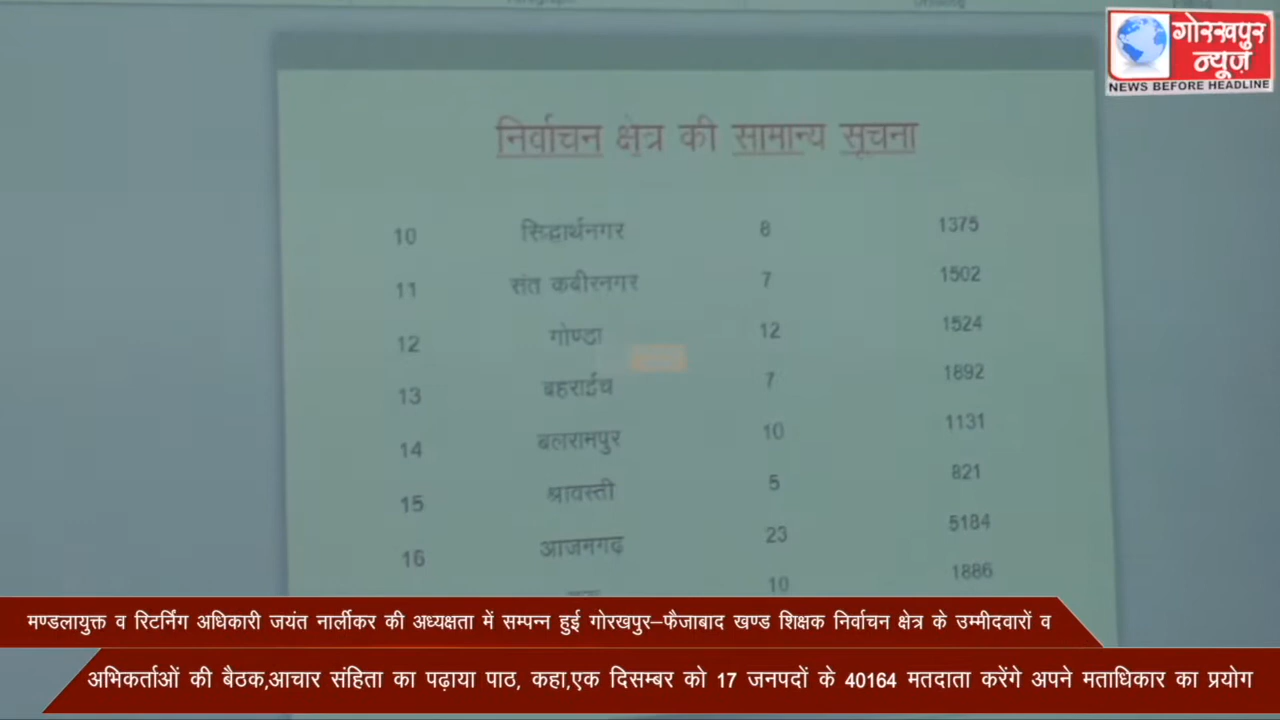 गोरखपुर
न्यूज़
NEWS BEFORE HEADLINE
निर्वाचन क्षेत्र की सामान्य सूचना
10 सिद्धार्थनगर 8 1375
11 संत कबीरनगर 7 1502
12 गोण्डा 12 1524
13 बहराईच 7 1892
14 बलरामपुर 10 1131
15 श्रावस्ती 5 821
16 आजमगढ़ 23 5184
10 1886
मण्डलायुक्त व रिटर्निंग अधिकारी जयंत नार्लीकर की अध्यक्षता में सम्पन्न हुई गोरखपुर–फैजाबाद खण्ड शिक्षक निर्वाचन क्षेत्र के उम्मीदवारों व
अभिकर्ताओं की बैठक,आचार संहिता का पढ़ाया पाठ, कहा,एक दिसम्बर को 17 जनपदों के 40164 मतदाता करेंगे अपने मताधिकार का प्रयोग